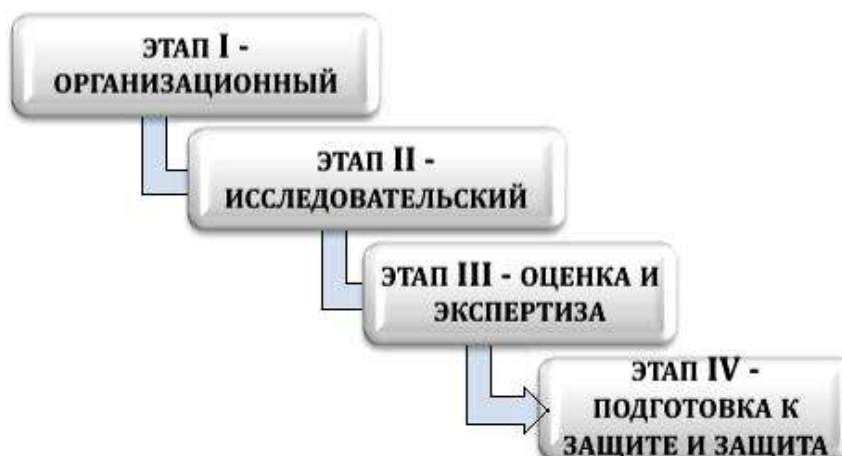 ЭТАП I -
ОРГАНИЗАЦИОННЫЙ
ЭТАП II -
ИССЛЕДОВАТЕЛЬСКИЙ
ЭТАП III - ОЦЕНКА И
ЭКСПЕРТИЗА
ЭТАП IV -
ПОДГОТОВКА К
ЗАЩИТЕ И ЗАЩИТА